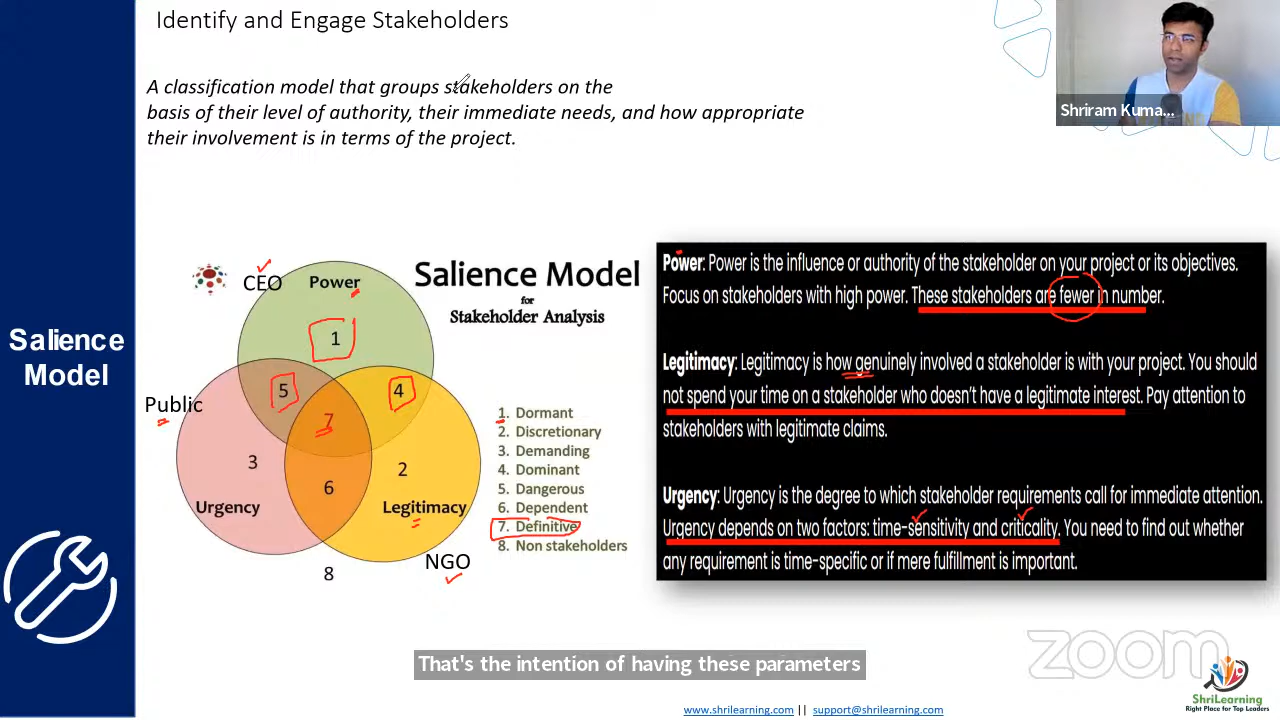 Identify and Engage Stakeholders
Shriram Kuma...
A classification model that groups stakeholders on the
basis of their level of authority, their immediate needs, and how appropriate
their involvement is in terms of the project.
Salience
Model
CEO
Power
1
5
4
Public
7
3
2
6
Urgency
Legitimacy
NGO
8
Salience Model
for
Stakeholder Analysis
1. Dormant
2. Discretionary
3. Demanding
4. Dominant
5. Dangerous
6. Dependent
7. Definitive
8. Non stakeholders
Power: Power is the influence or authority of the stakeholder on your project or its objectives.
Focus on stakeholders with high power. These stakeholders are fewer in number.
Legitimacy: Legitimacy is how genuinely involved a stakeholder is with your project. You should
not spend your time on a stakeholder who doesn't have a legitimate interest. Pay attention to
stakeholders with legitimate claims.
Urgency: Urgency is the degree to which stakeholder requirements call for immediate attention.
Urgency depends on two factors: time-sensitivity and criticality. You need to find out whether
any requirement is time-specific or if mere fulfillment is important.
That's the intention of having these parameters
zoom
ShriLearning
Right Place for Top Leaders
www.shrilearning.com || support@shrilearning.com